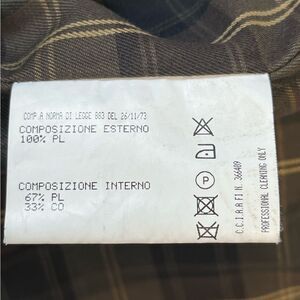 COMP.A NORMA DI LEGGE 883 DEL 26/11/73
COMPOSIZIONE ESTERNO
100% PL
COMPOSIZIONE INTERNO
67% PL
33% CO
P
C.C.I.A.A FI N. 366409
PROFESSIONAL CLEANING ONLY